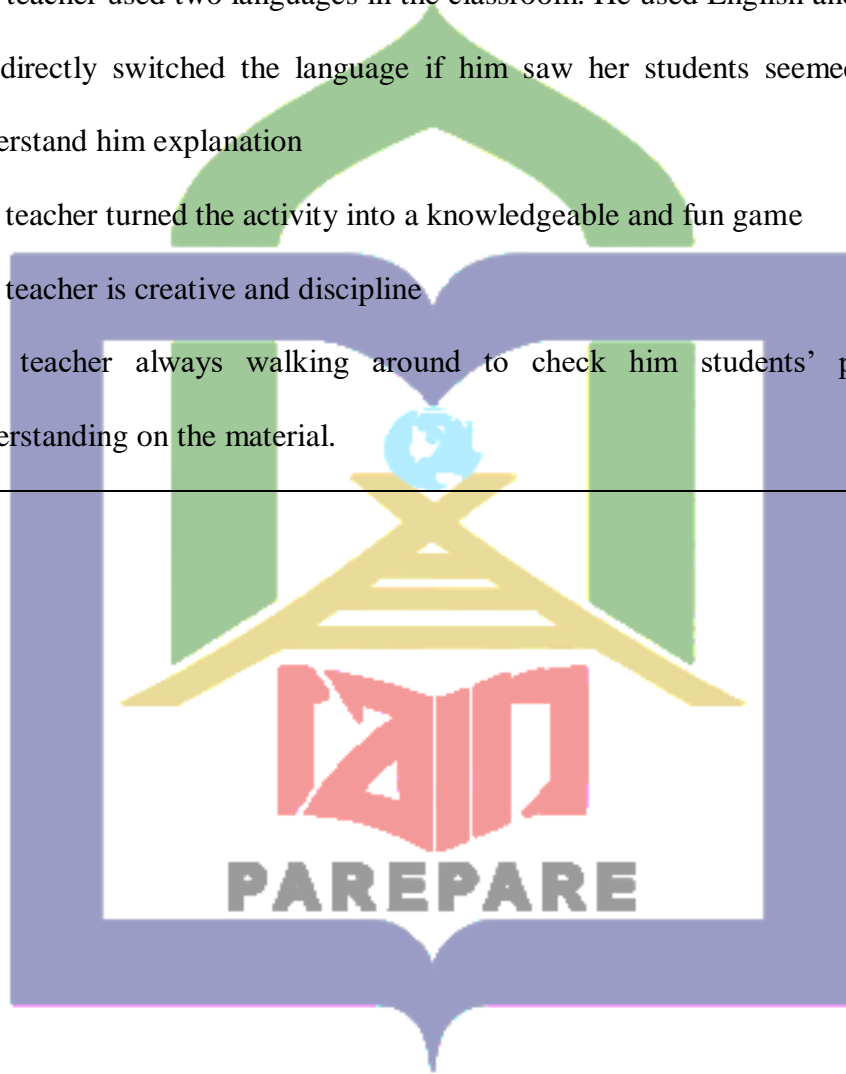 teacher used two languages in the classroom. He used English and
directly switched the language if him saw her students seemed
erstand him explanation
teacher turned the activity into a knowledgeable and fun game
teacher is creative and discipline
teacher always walking around to check him students’ p
erstanding on the material.
IAIN
PAREPARE